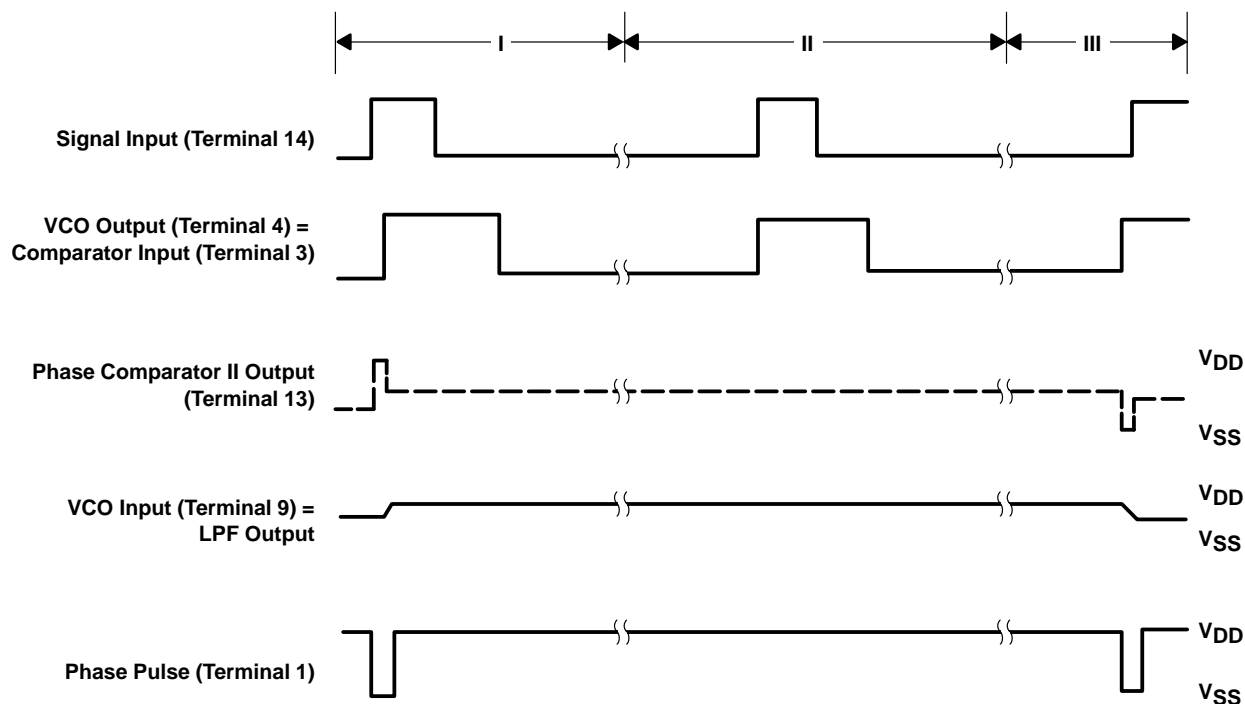 I
II
III
Signal Input (Terminal 14)
VCO Output (Terminal 4) =
Comparator Input (Terminal 3)
Phase Comparator II Output
(Terminal 13)
VDD
VSS
VCO Input (Terminal 9) =
LPF Output
VDD
VSS
Phase Pulse (Terminal 1)
VDD
VSS